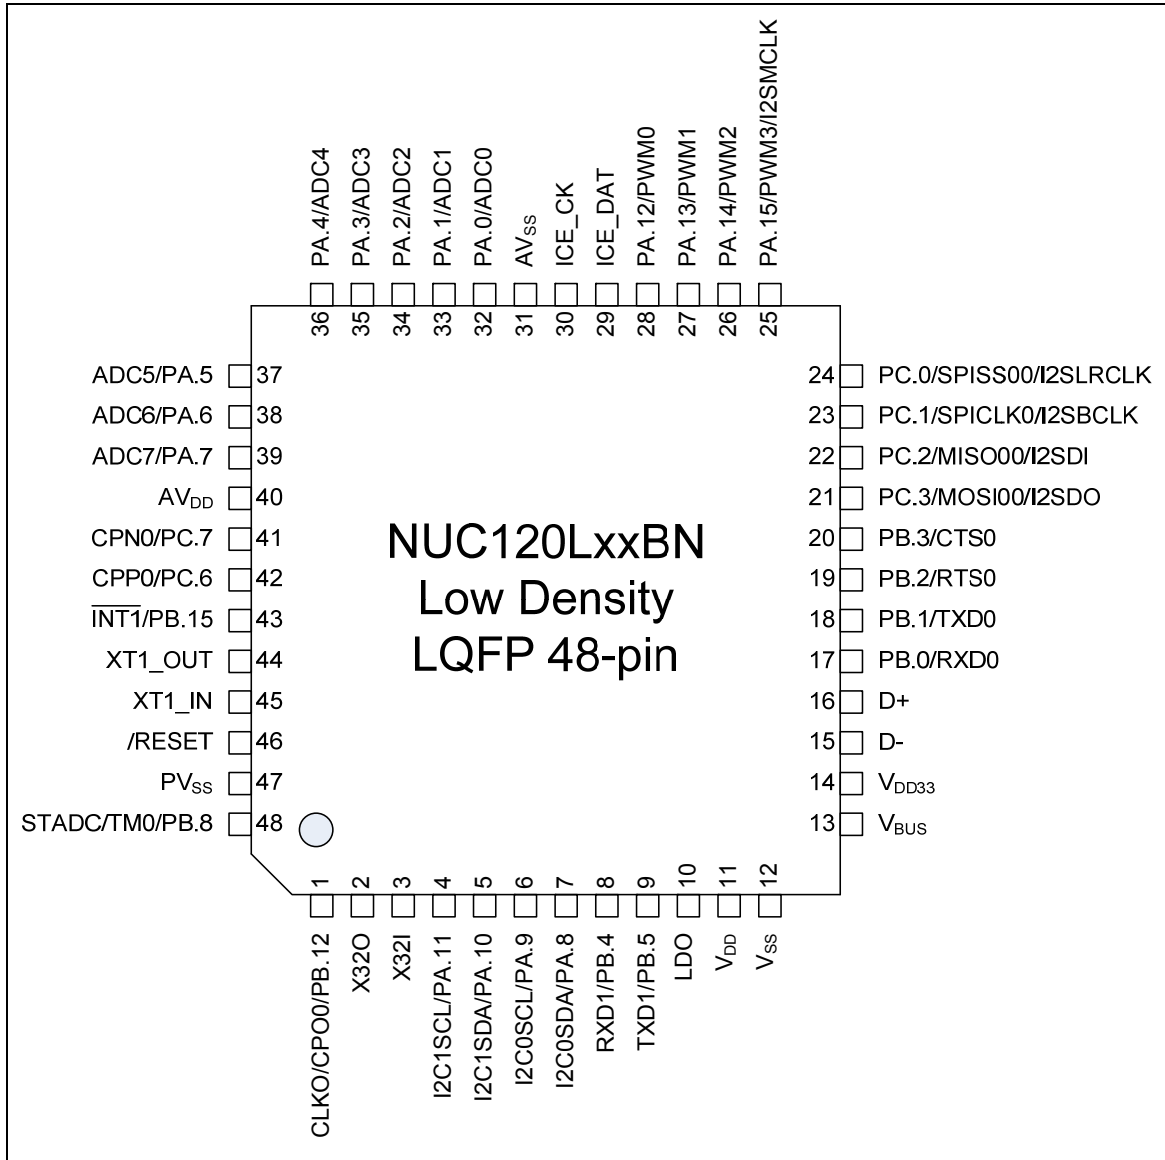 PA.4/ADC4
PA.3/ADC3
PA.2/ADC2
PA.1/ADC1
PA.0/ADC0
AVSS
ICE_CK
ICE_DAT
PA.12/PWM0
PA.13/PWM1
PA.14/PWM2
PA.15/PWM3/I2SMCLK
36
35
34
33
32
31
30
29
28
27
26
25
ADC5/PA.5 37
ADC6/PA.6 38
ADC7/PA.7 39
AVDD 40
CPN0/PC.7 41
CPP0/PC.6 42
INT1/PB.15 43
XT1_OUT 44
XT1_IN 45
/RESET 46
PVSS 47
STADC/TM0/PB.8 48
NUC120LxxBN
Low Density
LQFP 48-pin
24 PC.0/SPISS00/I2SLRCLK
23 PC.1/SPICLK0/I2SBCLK
22 PC.2/MISO00/I2SDI
21 PC.3/MOSI00/I2SDO
20 PB.3/CTS0
19 PB.2/RTS0
18 PB.1/TXD0
17 PB.0/RXD0
16 D+
15 D-
14 VDD33
13 VBUS
1
2
3
4
5
6
7
8
9
10
11
12
CLKO/CPO0/PB.12
X32O
X32I
I2C1SCL/PA.11
I2C1SDA/PA.10
I2C0SCL/PA.9
I2C0SDA/PA.8
RXD1/PB.4
TXD1/PB.5
LDO
VDD
VSS